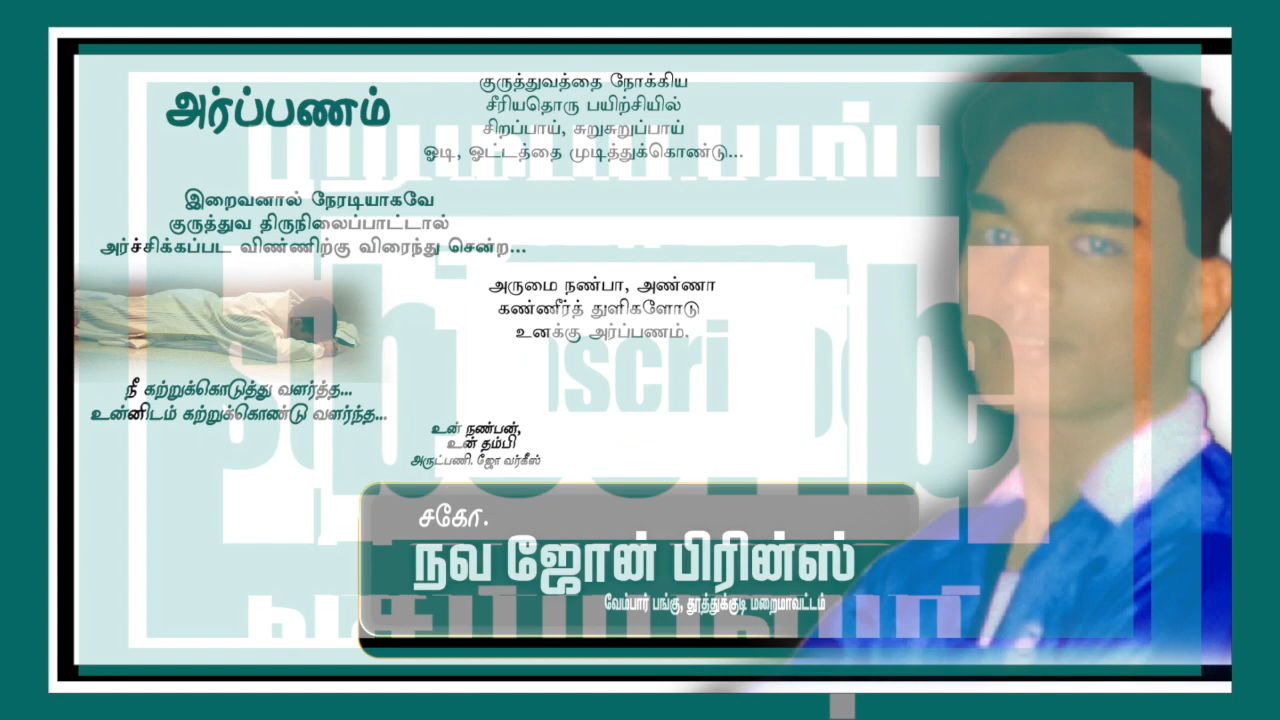 அர்ப்பணம்
குருத்துவத்தை நோக்கிய
சீரியதொரு பயிற்சியில்
சிறப்பாய், சுறுசுறுப்பாய்
ஓடி, ஓட்டத்தை முடித்துக்கொண்டு...
இறைவனால் நேரடியாகவே
குருத்துவ திருநிலைப்பாட்டால்
அர்ச்சிக்கப்பட விண்ணிற்கு விரைந்து சென்ற...
அருமை நண்பா, அண்ணா
கண்ணீர்த் துளிகளோடு
உனக்கு அர்ப்பணம்.
நீ கற்றுக்கொடுத்து வளர்த்த...
உன்னிடம் கற்றுக்கொண்டு வளர்ந்த...
உன் நண்பன்,
உன் தம்பி
அருட்பணி. ஜோ வர்கீஸ்
சகோ.
நவ ஜோன் பிரின்ஸ்
வேம்பார் பங்கு, தூத்துக்குடி மறைமாவட்டம்